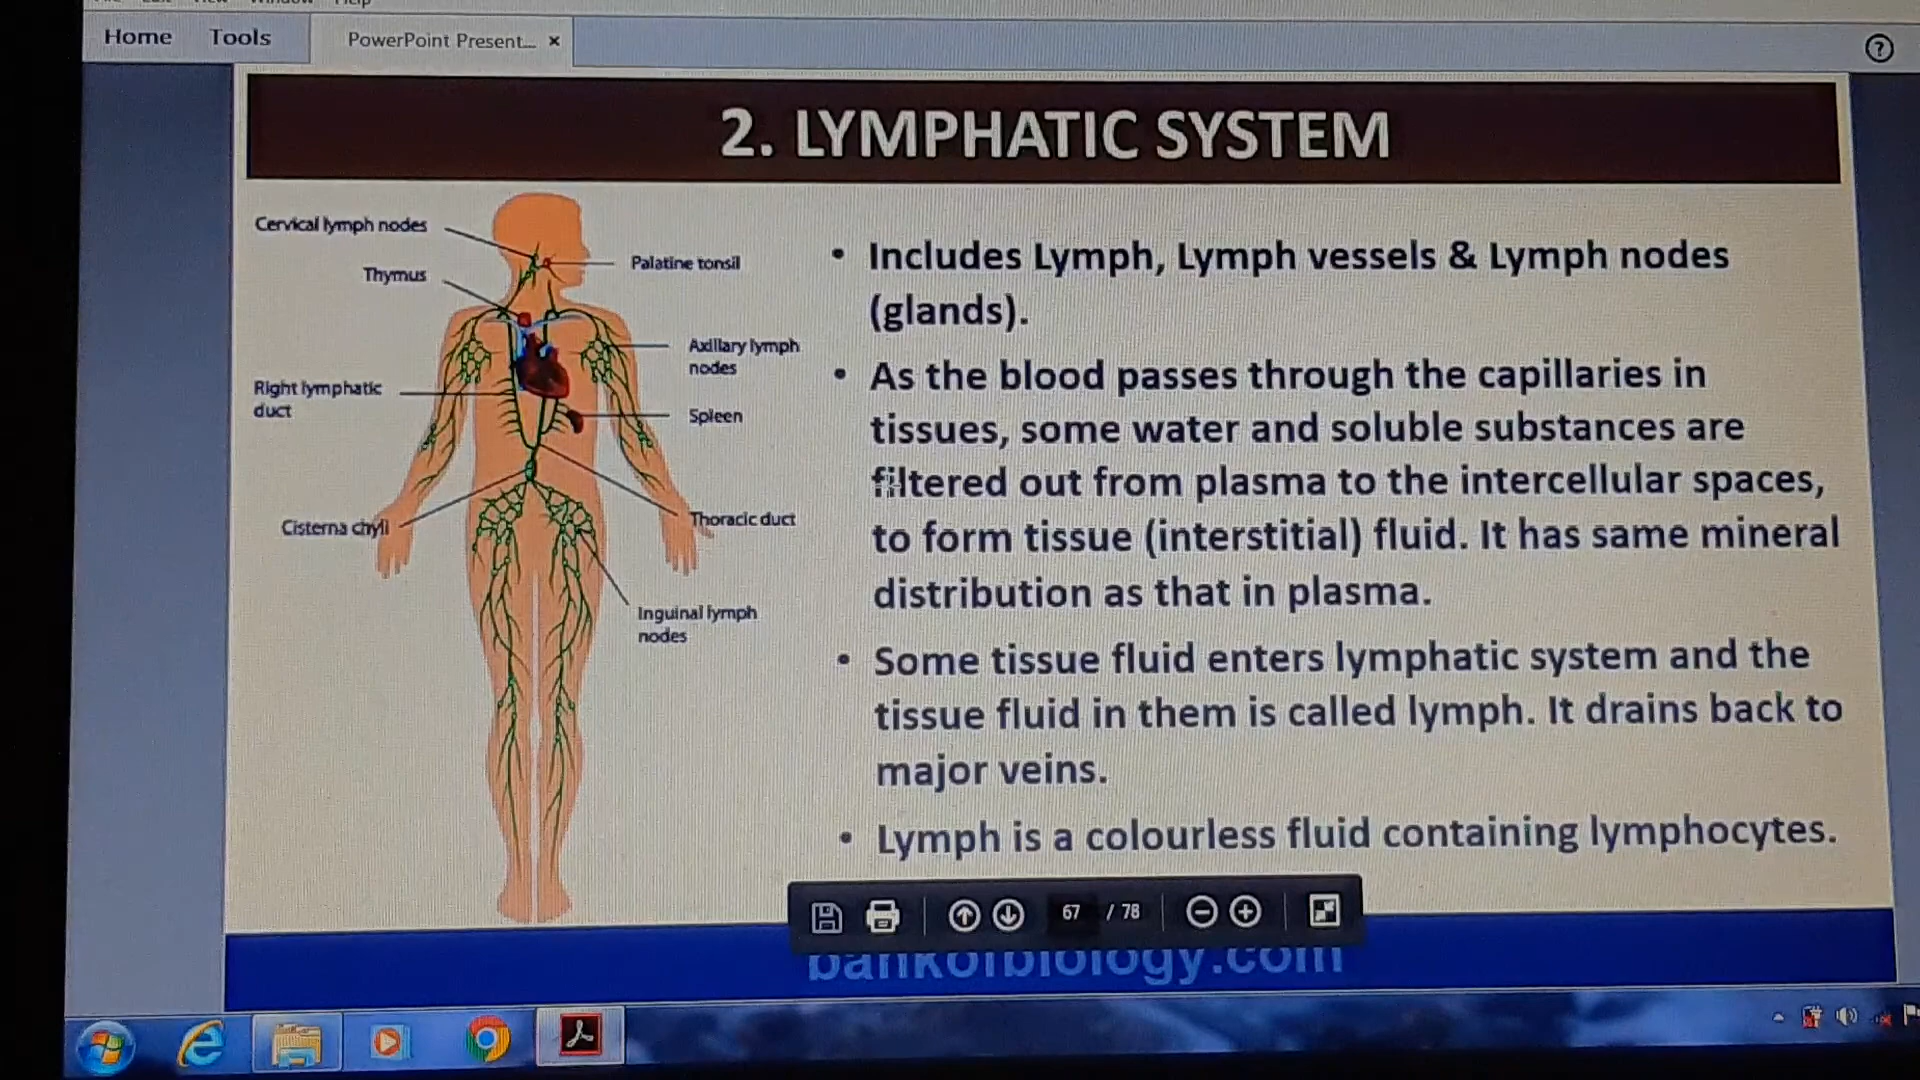 Home Tools PowerPoint Present... ×
2. LYMPHATIC SYSTEM
Cervical lymph nodes
Thymus
Right lymphatic
duct
Cisterna chyli
Palatine tonsil
Axillary lymph
nodes
Spleen
Thoracic duct
Inguinal lymph
nodes
• Includes Lymph, Lymph vessels & Lymph nodes
(glands).
• As the blood passes through the capillaries in
tissues, some water and soluble substances are
filtered out from plasma to the intercellular spaces,
to form tissue (interstitial) fluid. It has same mineral
distribution as that in plasma.
• Some tissue fluid enters lymphatic system and the
tissue fluid in them is called lymph. It drains back to
major veins.
• Lymph is a colourless fluid containing lymphocytes.
67 / 78
bankofbiology.com